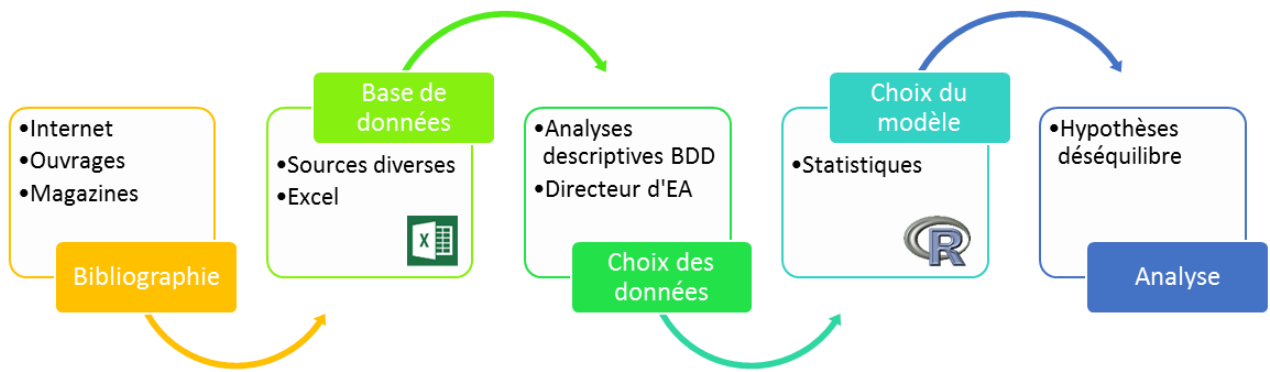 •Internet
•Ouvrages
•Magazines
Bibliographie
Base de
données
•Sources diverses
•Excel
X
•Analyses
descriptives BDD
•Directeur d'EA
Choix des
données
Choix du
modèle
•Statistiques
R
•Hypothèses
déséquilibre
Analyse